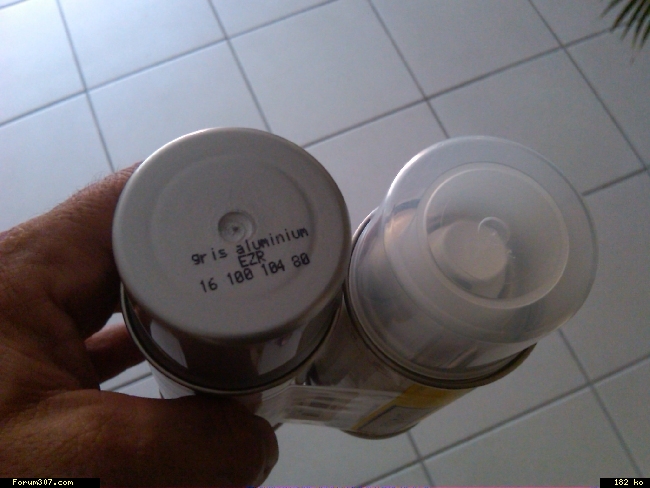 gris aluminium
EZR
16 100 104 80
Forum307.com
182 ko